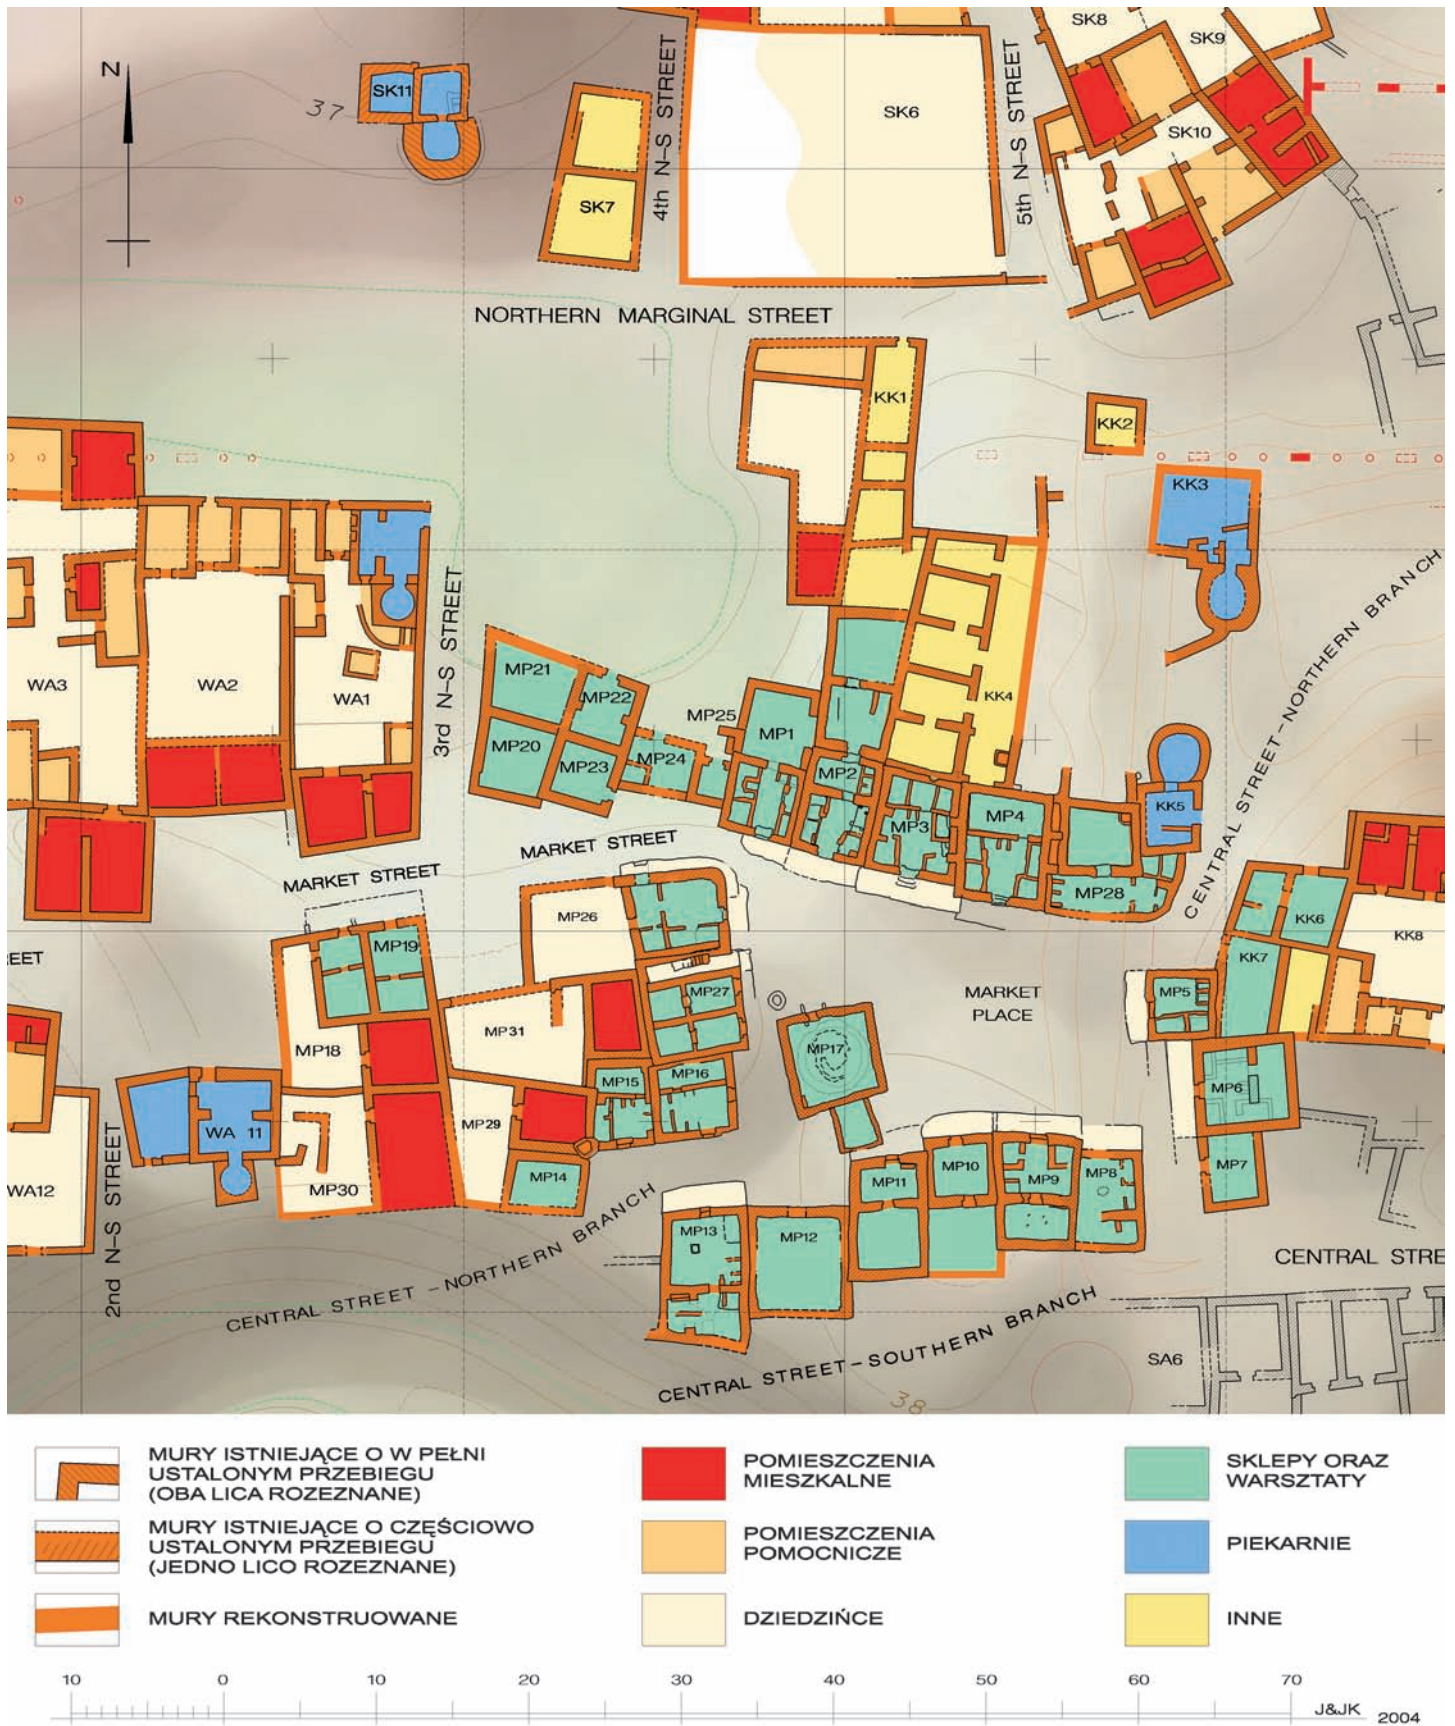 SK8
SK9
N
SK11
37
4th N–S STREET
SK6
5th N–S STREET
SK10
SK7
NORTHERN MARGINAL STREET
KK1
KK2
KK3
CENTRAL STREET–NORTHERN BRANCH
3rd N–S STREET
WA3
WA2
WA1
MP21
MP22
MP25
KK4
MP1
MP20
MP23
MP24
MP2
MP3
MP4
KK5
MARKET STREET
MARKET STREET
MP28
MP26
KK6
KK8
MP19
EET
KK7
MP27
MARKET
PLACE
MP5
MP31
MP18
MP17
MP15
MP16
MP6
WA 11
MP29
MP10
MP11
MP9
MP8
MP7
MP14
WA12
MP30
2nd N–S STREET
MP13
MP12
CENTRAL STREET – NORTHERN BRANCH
CENTRAL STRE
CENTRAL STREET–SOUTHERN BRANCH
SA6
38
MURY ISTNIEJĄCE O W PEŁNI
USTALONYM PRZEBIEGU
(OBA LICA ROZEZNANE)
MURY ISTNIEJĄCE O CZĘŚCIOWO
USTALONYM PRZEBIEGU
(JEDNO LICO ROZEZNANE)
MURY REKONSTRUOWANE
POMIESZCZENIA
MIESZKALNE
POMIESZCZENIA
POMOCNICZE
DZIEDZIŃCE
SKLEPY ORAZ
WARSZTATY
PIEKARNIE
INNE
10 0 10 20 30 40 50 60 70
J&JK 2004